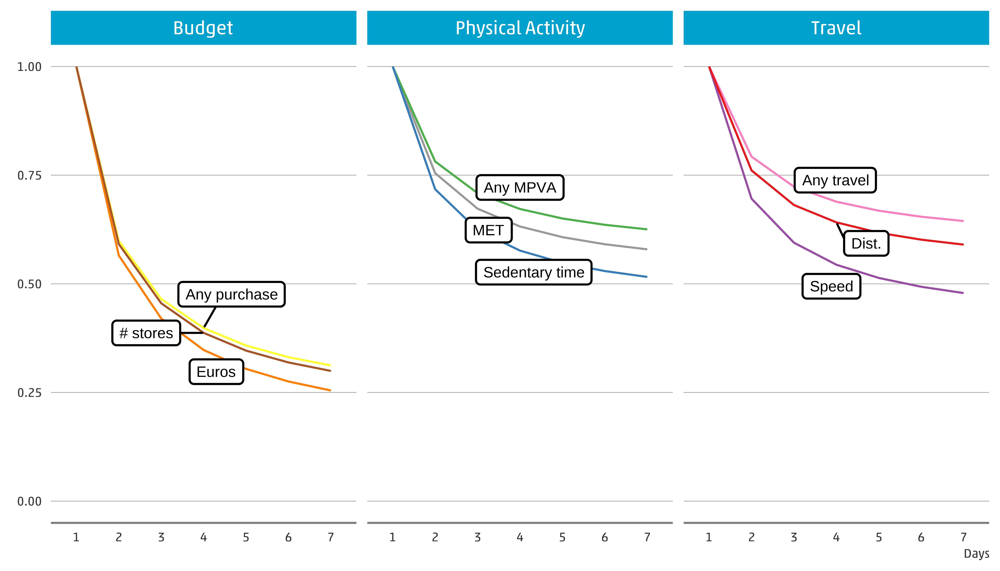 Budget
Physical Activity
Travel
1.00
0.75
0.50
0.25
0.00
Any purchase
# stores
Euros
Any MPVA
MET
Sedentary time
Any travel
Dist.
Speed
1 2 3 4 5 6 7
1 2 3 4 5 6 7
1 2 3 4 5 6 7
Days